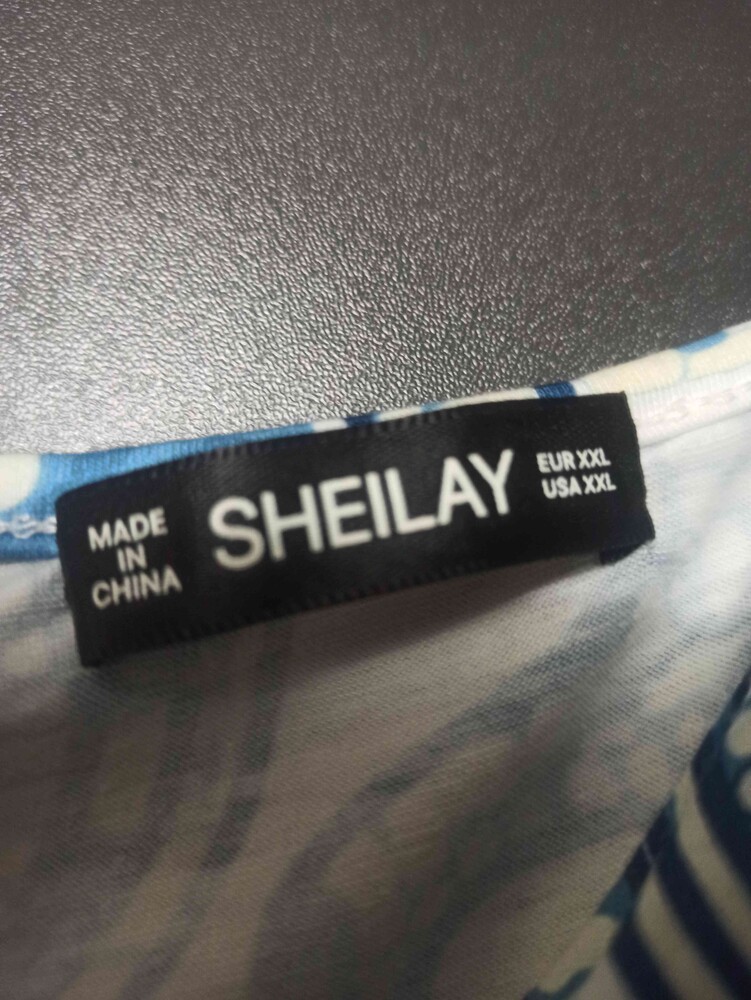 MADE
IN
CHINA
SHEILAY
EUR XXL
USA XXL